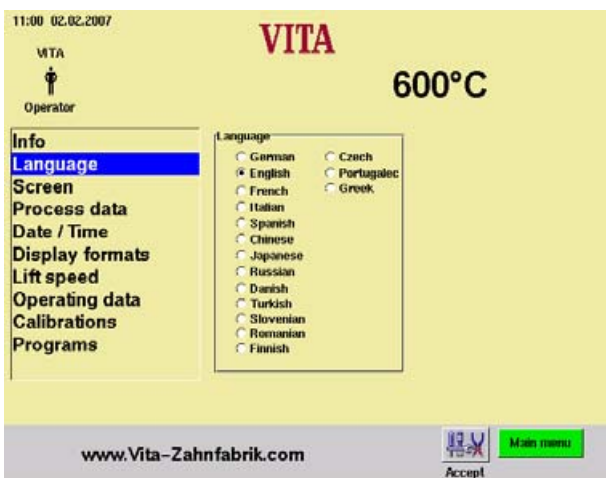 11:00 02.02.2007
VITA
VITA
Operator
600°C
Info
Language
Screen
Process data
Date / Time
Display formats
Lift speed
Operating data
Calibrations
Programs
Language
German
English
French
Italian
Spanish
Chinese
Japanese
Russian
Danish
Turkish
Slovenian
Romanian
Finnish
Czech
Portugalec
Greek
www.Vita-Zahnfabrik.com
Accept
Main menu